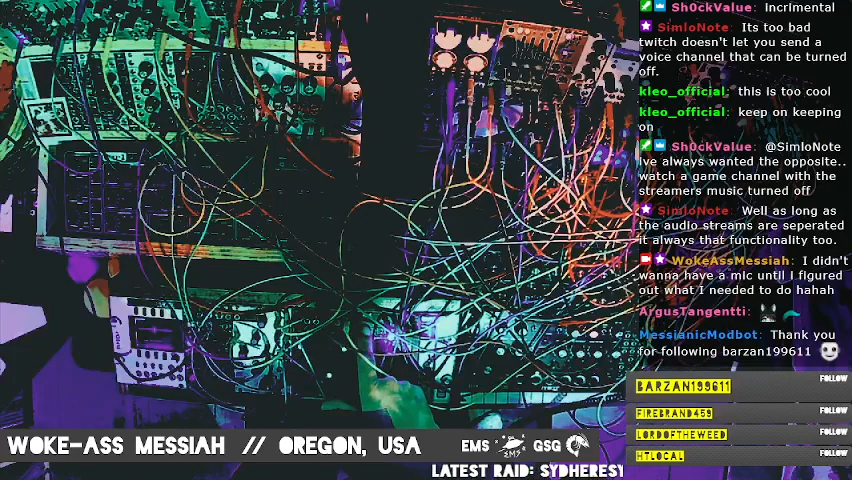 Sh0ckValue: Incrlmental
SimloNote: Its too bad
twitch doesn't let you send a
voice channel that can be turned
off.
kleo_official: this is too cool
kleo_official: keep on keeping
on
Sh0ckValue: @SimloNote
ive always wanted the opposite..
watch a game channel with the
streamers music turned off
SimloNote: Well as long as
the audio streams are seperated
it always that functionality too.
WokeAssMessiah: I didn't
wanna have a mic until I figured
out what I needed to do hahah
ArgusTangentti:
MessianicModbot: Thank you
for following barzan199611
BARZAN199611 FOLLOW
FIREBRAND459 FOLLOW
LORDOFTHEWEED FOLLOW
HTLOCAL FOLLOW
WOKE-ASS MESSIAH // OREGON, USA EMS EMS GSG
LATEST RAID: SYDHERESY